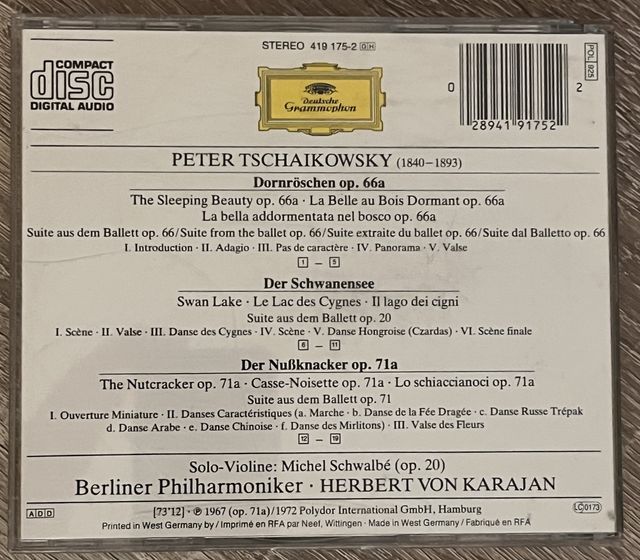 COMPACT
disc
DIGITAL AUDIO
STEREO 419 175-2 GH
Deutsche
Grammophon
POL 925
0 28941 91752 2
PETER TSCHAIKOWSKY (1840–1893)
Dornröschen op. 66a
The Sleeping Beauty op. 66a · La Belle au Bois Dormant op. 66a
La bella addormentata nel bosco op. 66a
Suite aus dem Ballett op. 66/Suite from the ballet op. 66/Suite extraite du ballet op. 66/Suite dal Balletto op. 66
I. Introduction · II. Adagio · III. Pas de caractère · IV. Panorama · V. Valse
1 – 5
Der Schwanensee
Swan Lake · Le Lac des Cygnes · Il lago dei cigni
Suite aus dem Ballett op. 20
I. Scène · II. Valse · III. Danse des Cygnes · IV. Scène · V. Danse Hongroise (Czardas) · VI. Scène finale
6 – 11
Der Nußknacker op. 71a
The Nutcracker op. 71a · Casse-Noisette op. 71a · Lo schiaccianoci op. 71a
Suite aus dem Ballett op. 71
I. Ouverture Miniature · II. Danses Caractéristiques (a. Marche · b. Danse de la Fée Dragée · c. Danse Russe Trépak
d. Danse Arabe · e. Danse Chinoise · f. Danse des Mirlitons) · III. Valse des Fleurs
12 – 19
Solo-Violine: Michel Schwalbé (op. 20)
Berliner Philharmoniker · HERBERT VON KARAJAN
ADD
[73'12] · ℗ 1967 (op. 71a)/1972 Polydor International GmbH, Hamburg
LC 0173
Printed in West Germany by / Imprimé en RFA par Neef, Wittingen · Made in West Germany / Fabriqué en RFA